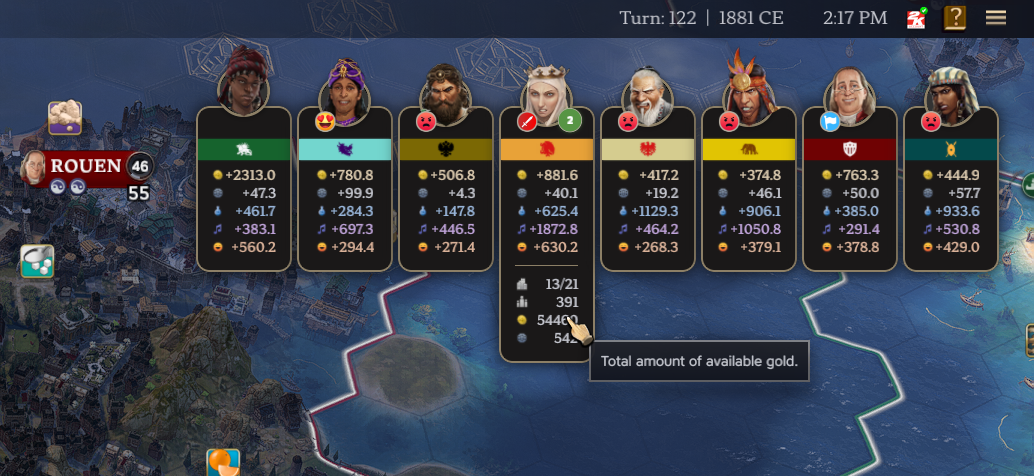 Turn: 122 | 1881 CE 2:17 PM
?
2
ROUEN 46
55
+2313.0 +780.8 +506.8 +881.6 +417.2 +374.8 +763.3 +444.9
+47.3 +99.9 +4.3 +40.1 +19.2 +46.1 +50.0 +57.7
+461.7 +284.3 +147.8 +625.4 +1129.3 +906.1 +385.0 +933.6
+383.1 +697.3 +446.5 +1872.8 +464.2 +1050.8 +291.4 +530.8
+560.2 +294.4 +271.4 +630.2 +268.3 +379.1 +378.8 +429.0
13/21
391
54460
542
Total amount of available gold.